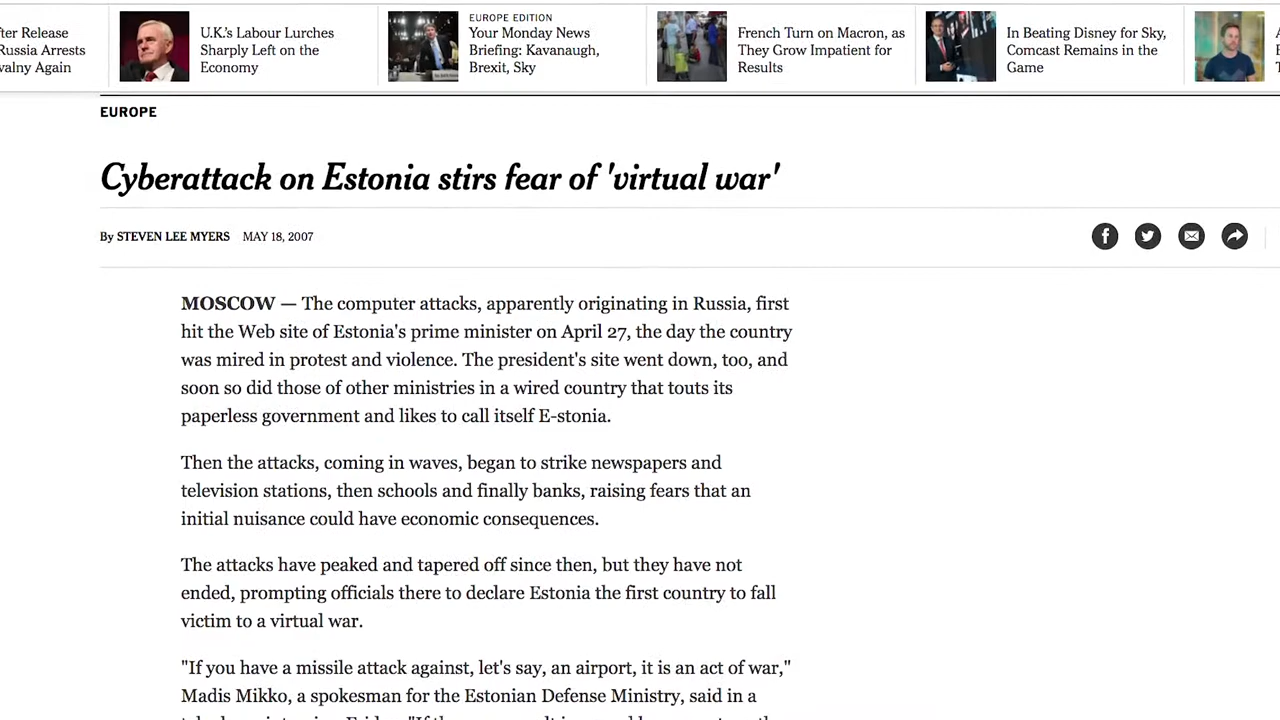 fter Release
Russia Arrests
valny Again
U.K.'s Labour Lurches
Sharply Left on the
Economy
EUROPE EDITION
Your Monday News
Briefing: Kavanaugh,
Brexit, Sky
French Turn on Macron, as
They Grow Impatient for
Results
In Beating Disney for Sky,
Comcast Remains in the
Game
EUROPE
Cyberattack on Estonia stirs fear of 'virtual war'
By STEVEN LEE MYERS MAY 18, 2007
MOSCOW — The computer attacks, apparently originating in Russia, first
hit the Web site of Estonia's prime minister on April 27, the day the country
was mired in protest and violence. The president's site went down, too, and
soon so did those of other ministries in a wired country that touts its
paperless government and likes to call itself E-stonia.
Then the attacks, coming in waves, began to strike newspapers and
television stations, then schools and finally banks, raising fears that an
initial nuisance could have economic consequences.
The attacks have peaked and tapered off since then, but they have not
ended, prompting officials there to declare Estonia the first country to fall
victim to a virtual war.
"If you have a missile attack against, let's say, an airport, it is an act of war,"
Madis Mikko, a spokesman for the Estonian Defense Ministry, said in a